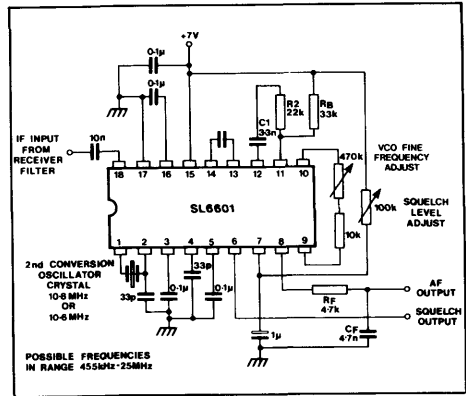 +7V
0·1µ
0·1µ
IF INPUT
FROM
RECEIVER
FILTER
10n
C1
3·3n
R2
22k
RB
33k
470k
VCO FINE
FREQUENCY
ADJUST
100k
SQUELCH
LEVEL
ADJUST
10k
18 17 16 15 14 13 12 11 10
SL6601
1 2 3 4 5 6 7 8 9
2nd CONVERSION
OSCILLATOR
CRYSTAL
10·8 MHz
OR
10·6 MHz
33p
0·1µ
33p
0·1µ
1µ
RF
4·7k
CF
4·7n
AF
OUTPUT
SQUELCH
OUTPUT
POSSIBLE FREQUENCIES
IN RANGE 455kHz-25MHz